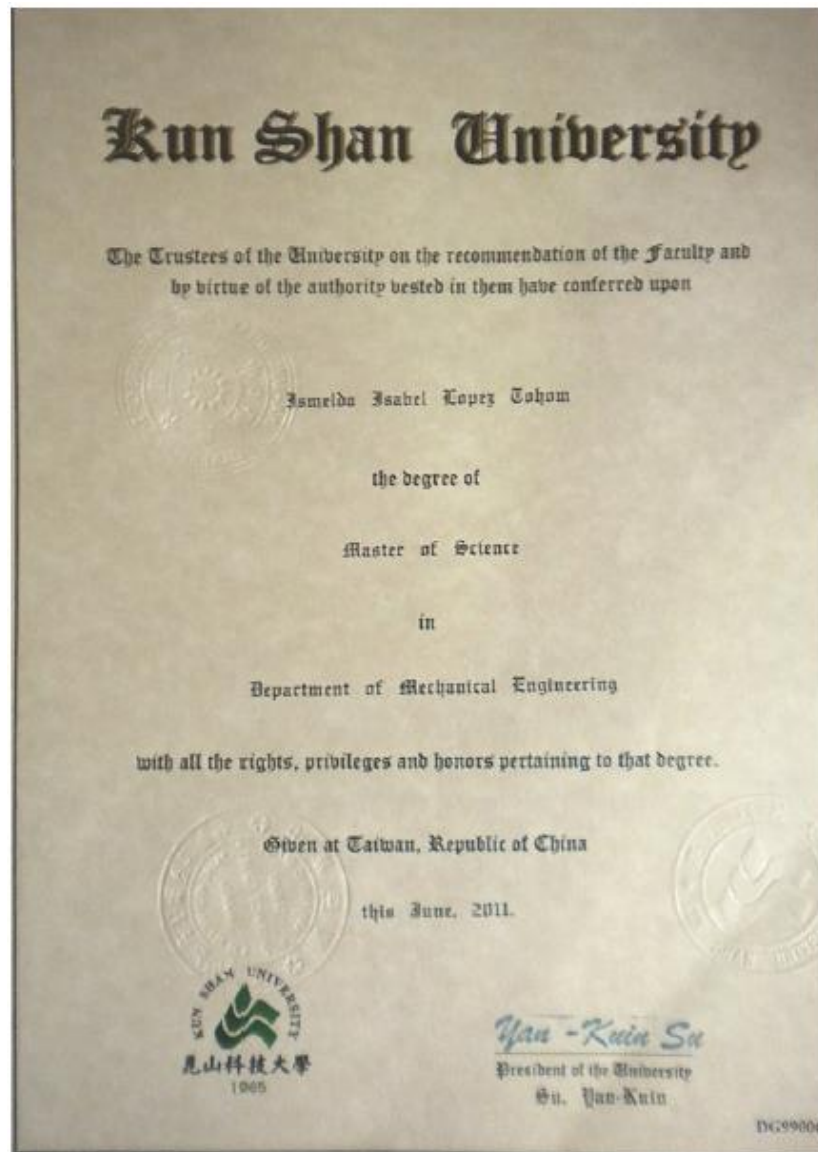 Kun Shan University
The Trustees of the University on the recommendation of the Faculty and
by virtue of the authority vested in them have conferred upon
Ismelda Isabel Lopez Tohom
the degree of
Master of Science
in
Department of Mechanical Engineering
with all the rights, privileges and honors pertaining to that degree.
Given at Taiwan, Republic of China
this June, 2011.
KUN SHAN UNIVERSITY
崑山科技大學
1965
Yan-Kuin Su
President of the University
Su, Yan-Kuin